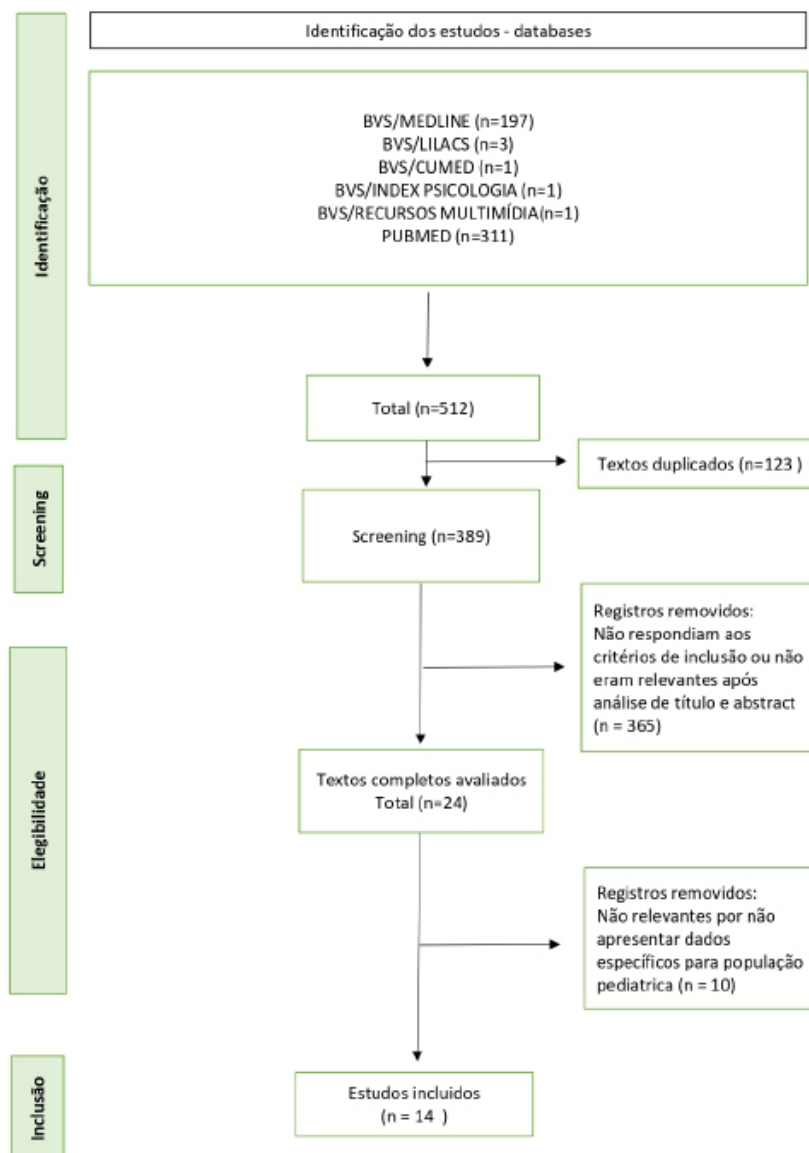 Identificação dos estudos - databases
Identificação
BVS/MEDLINE (n=197)
BVS/LILACS (n=3)
BVS/CUMED (n=1)
BVS/INDEX PSICOLOGIA (n=1)
BVS/RECURSOS MULTIMÍDIA(n=1)
PUBMED (n=311)
Total (n=512)
Textos duplicados (n=123 )
Screening
Screening (n=389)
Registros removidos:
Não respondiam aos
critérios de inclusão ou não
eram relevantes após
análise de título e abstract
(n = 365)
Elegibilidade
Textos completos avaliados
Total (n=24)
Registros removidos:
Não relevantes por não
apresentar dados
específicos para população
pediatrica (n = 10)
Inclusão
Estudos incluidos
(n = 14 )